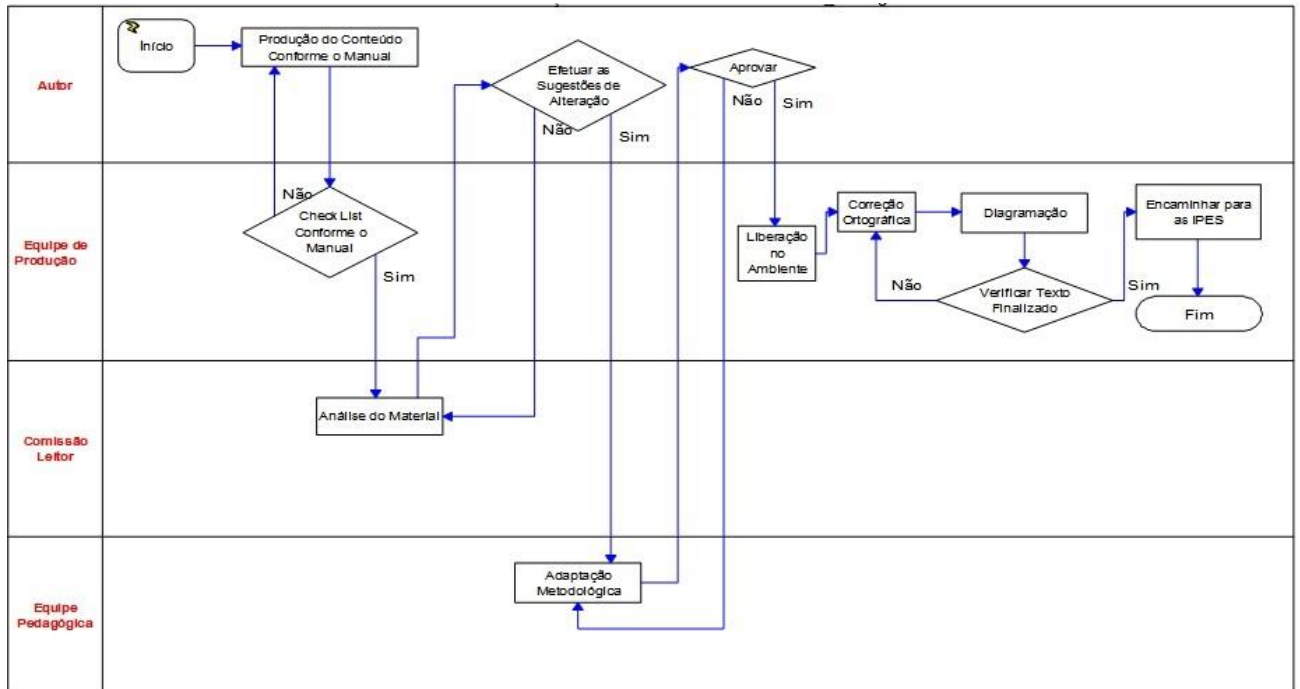 Autor
Início
Produção do Conteúdo
Conforme o Manual
Efetuar as
Sugestões de
Alteração
Não
Sim
Aprovar
Não
Sim
Equipe de
Produção
Não
Check List
Conforme o
Manual
Sim
Liberação
no
Ambiente
Correção
Ortográfica
Diagramação
Encaminhar para
as IPES
Não
Verificar Texto
Finalizado
Sim
Fim
Comissão
Leitor
Análise do Material
Equipe
Pedagógica
Adaptação
Metodológica